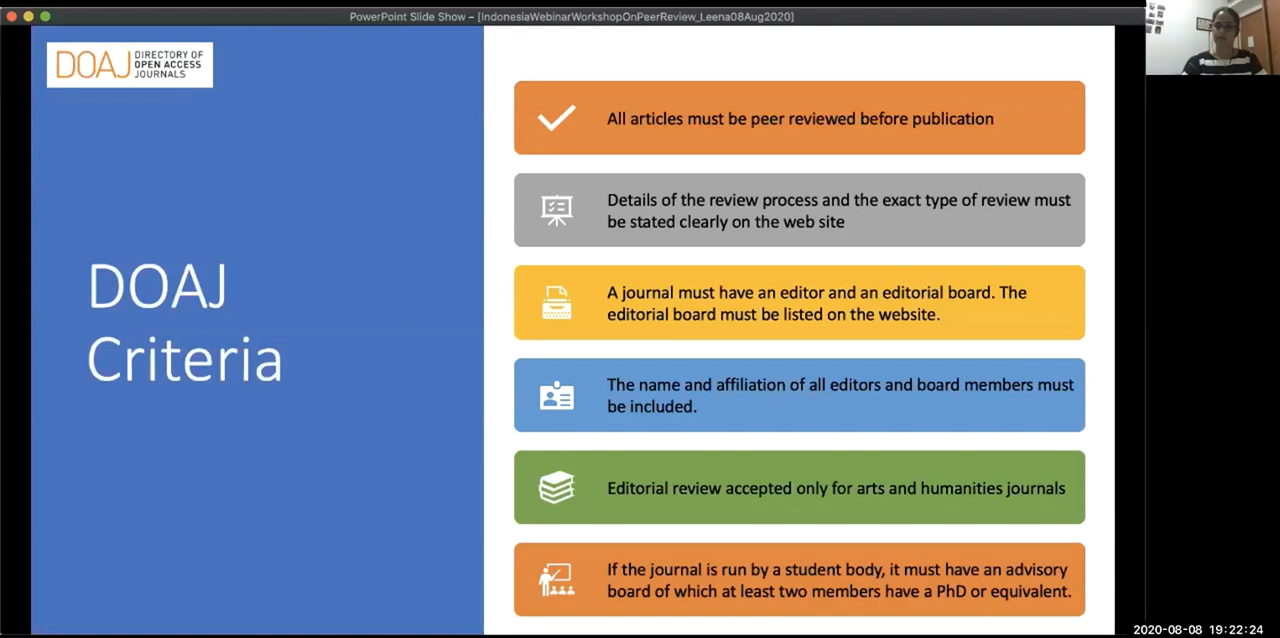 PowerPoint Slide Show – [IndonesiaWebinarWorkshopOnPeerReview_Leena08Aug2020]
DOAJ
DIRECTORY OF
OPEN ACCESS
JOURNALS
DOAJ
Criteria
All articles must be peer reviewed before publication
Details of the review process and the exact type of review must
be stated clearly on the web site
A journal must have an editor and an editorial board. The
editorial board must be listed on the website.
The name and affiliation of all editors and board members must
be included.
Editorial review accepted only for arts and humanities journals
If the journal is run by a student body, it must have an advisory
board of which at least two members have a PhD or equivalent.
2020-08-08 19:22:24